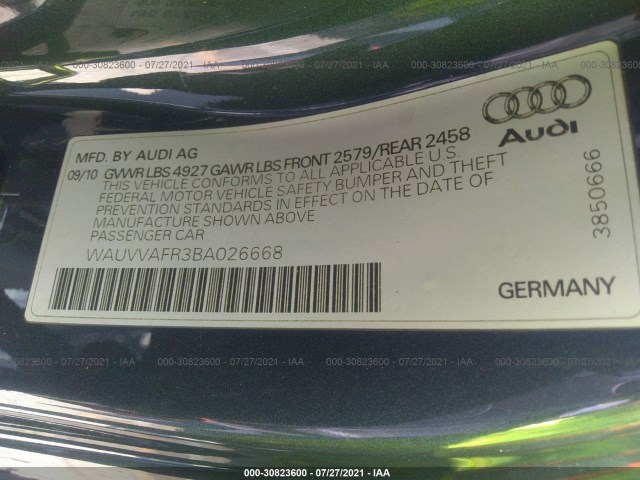 000-30823600 / 07/27/2021 - IAA
MFD. BY AUDI AG
09/10 GVWR LBS 4927 GAWR LBS FRONT 2579/REAR 2458
THIS VEHICLE CONFORMS TO ALL APPLICABLE U.S.
FEDERAL MOTOR VEHICLE SAFETY BUMPER AND THEFT
PREVENTION STANDARDS IN EFFECT ON THE DATE OF
MANUFACTURE SHOWN ABOVE
PASSENGER CAR
WAUVVAFR3BA026668
Audi
3850666
GERMANY
000-30823600 / 07/27/2021 - IAA